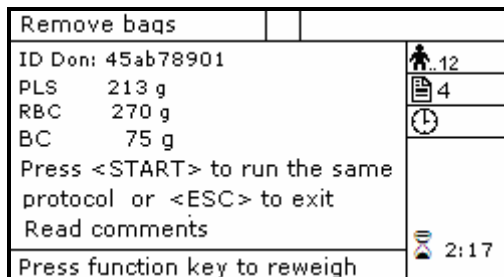 Remove bags
ID Don: 45ab78901
PLS 213 g
RBC 270 g
BC 75 g
Press <START> to run the same
protocol or <ESC> to exit
Read comments
Press function key to reweigh
..12
4
2:17